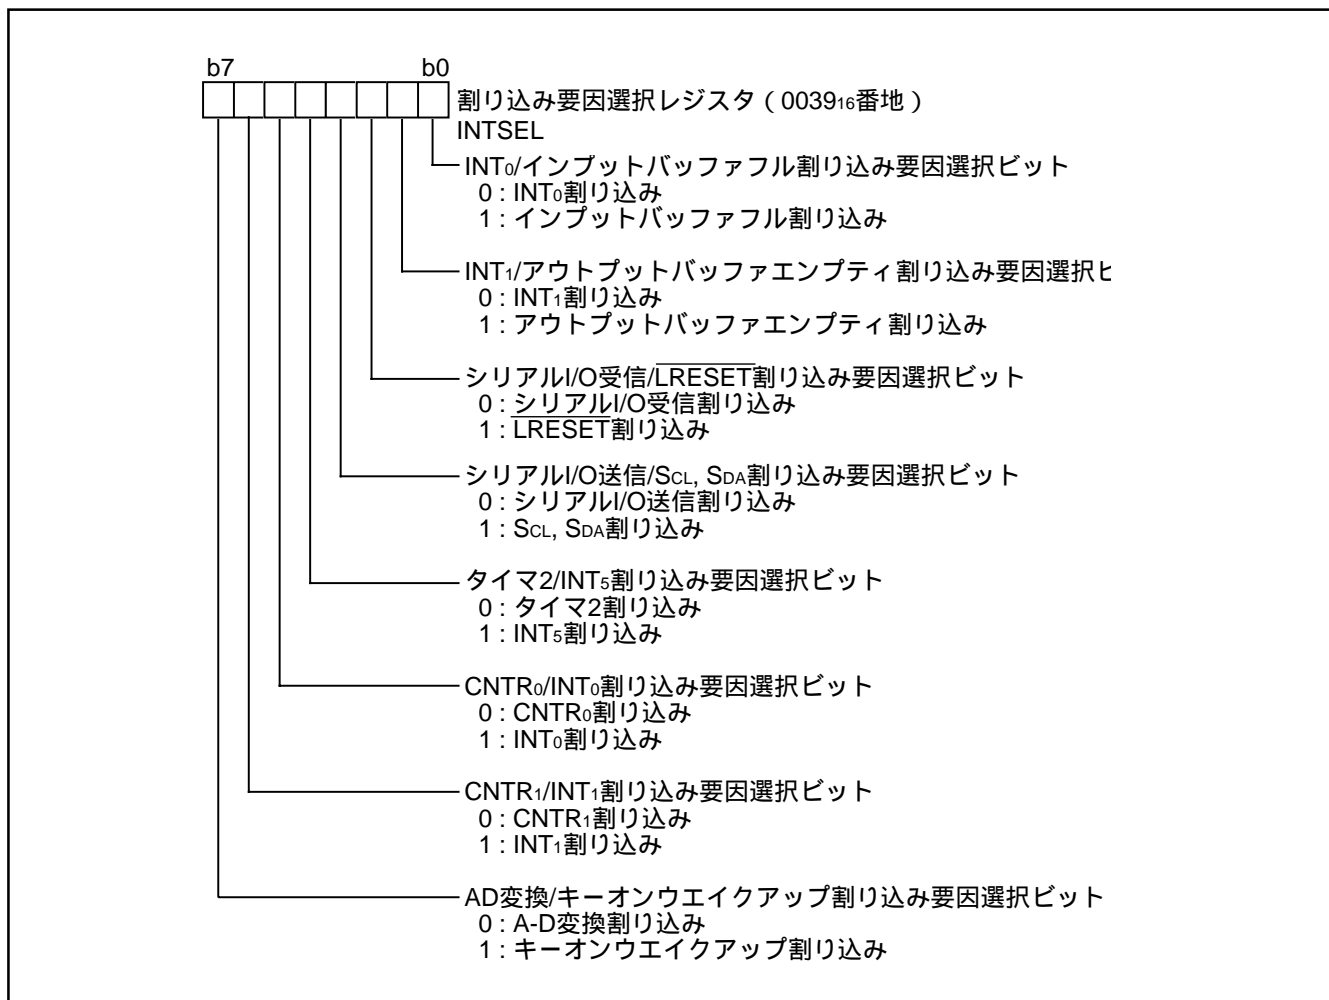 b7 b0
割り込み要因選択レジスタ ( 0039₁₆番地 )
INTSEL
INT₀/インプットバッファフル割り込み要因選択ビット
0 : INT₀割り込み
1 : インプットバッファフル割り込み
INT₁/アウトプットバッファエンプティ割り込み要因選択ヒ
0 : INT₁割り込み
1 : アウトプットバッファエンプティ割り込み
シリアルI/O受信/L̅R̅E̅S̅E̅T̅割り込み要因選択ビット
0 : シリアルI/O受信割り込み
1 : L̅R̅E̅S̅E̅T̅割り込み
シリアルI/O送信/SCL, SDA割り込み要因選択ビット
0 : シリアルI/O送信割り込み
1 : SCL, SDA割り込み
タイマ2/INT₅割り込み要因選択ビット
0 : タイマ2割り込み
1 : INT₅割り込み
CNTR₀/INT₀割り込み要因選択ビット
0 : CNTR₀割り込み
1 : INT₀割り込み
CNTR₁/INT₁割り込み要因選択ビット
0 : CNTR₁割り込み
1 : INT₁割り込み
AD変換/キーオンウエイクアップ割り込み要因選択ビット
0 : A-D変換割り込み
1 : キーオンウエイクアップ割り込み